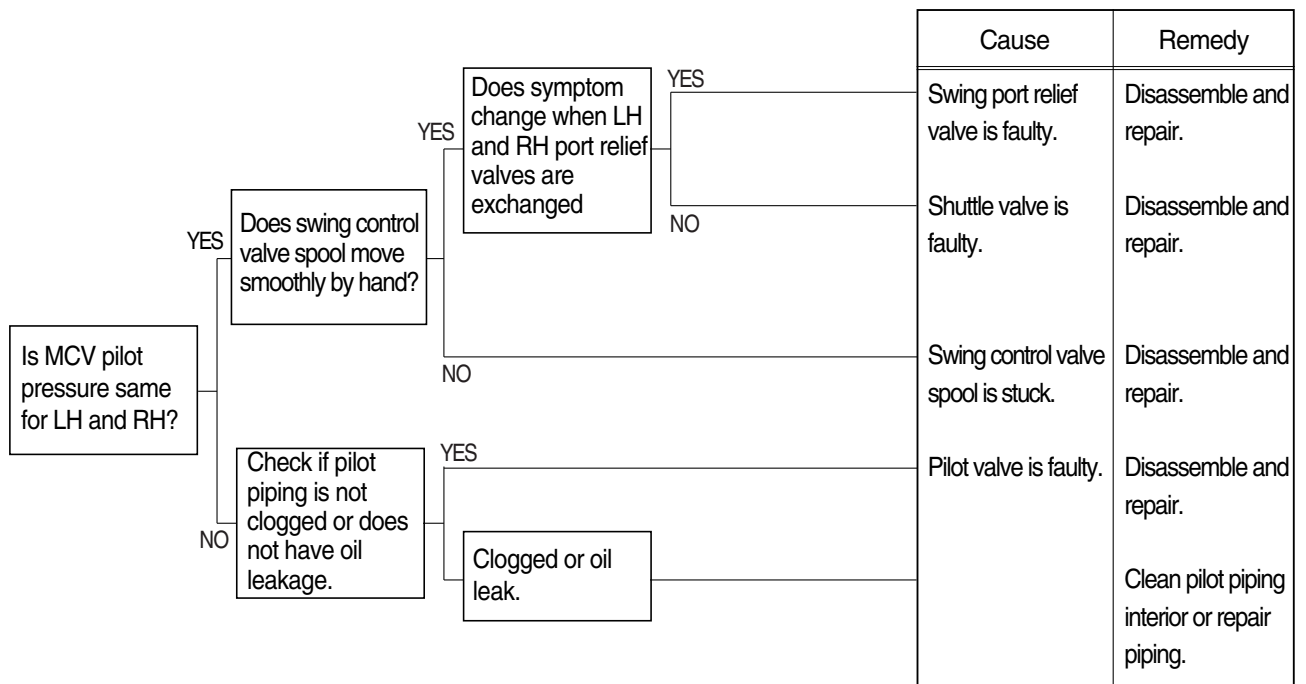 Is MCV pilot
pressure same
for LH and RH?
YES
Does swing control
valve spool move
smoothly by hand?
YES
Does symptom
change when LH
and RH port relief
valves are
exchanged
YES
NO
NO
NO
Check if pilot
piping is not
clogged or does
not have oil
leakage.
YES
Clogged or oil
leak.
Cause
Remedy
Swing port relief
valve is faulty.
Disassemble and
repair.
Shuttle valve is
faulty.
Disassemble and
repair.
Swing control valve
spool is stuck.
Disassemble and
repair.
Pilot valve is faulty.
Disassemble and
repair.
Clean pilot piping
interior or repair
piping.